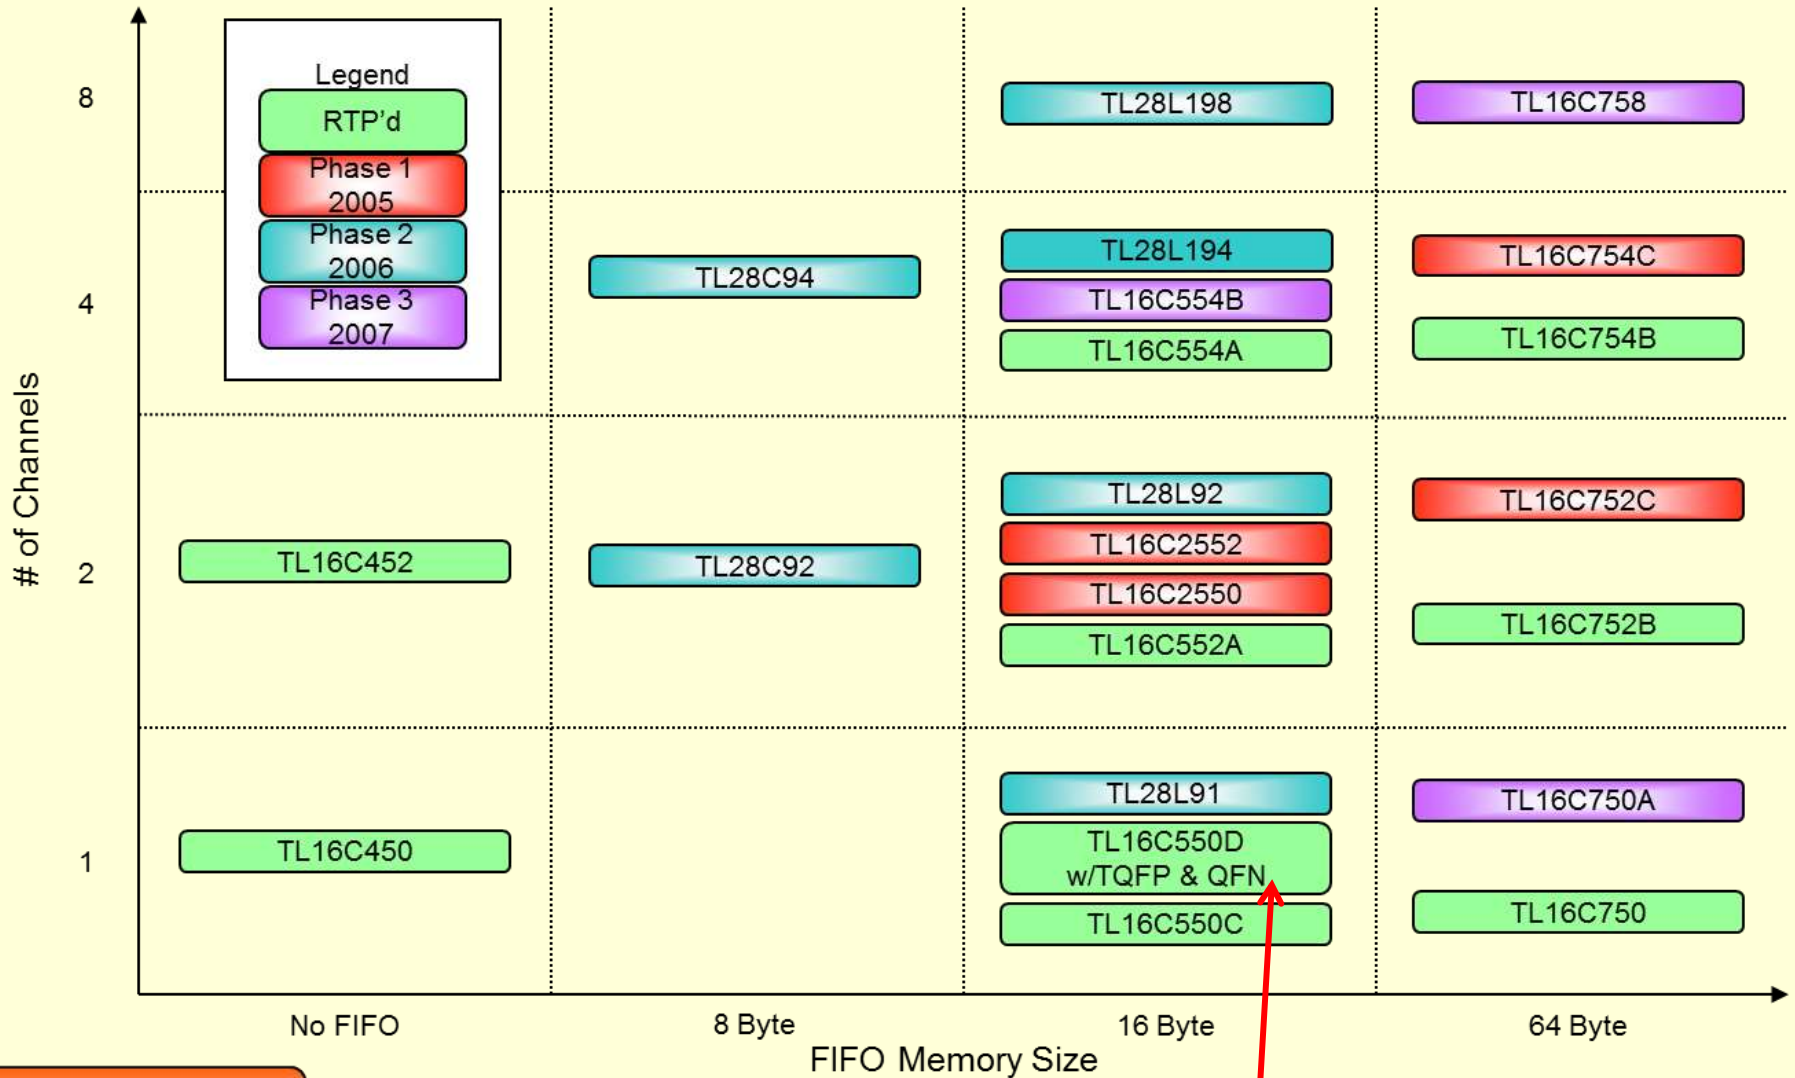 Legend
RTP’d
Phase 1
2005
Phase 2
2006
Phase 3
2007
8
TL28L198
TL16C758
4
TL28C94
TL28L194
TL16C554B
TL16C554A
TL16C754C
TL16C754B
# of Channels
2
TL16C452
TL28C92
TL28L92
TL16C2552
TL16C2550
TL16C552A
TL16C752C
TL16C752B
1
TL16C450
TL28L91
TL16C550D
w/TQFP & QFN
TL16C550C
TL16C750A
TL16C750
No FIFO
8 Byte
16 Byte
64 Byte
FIFO Memory Size